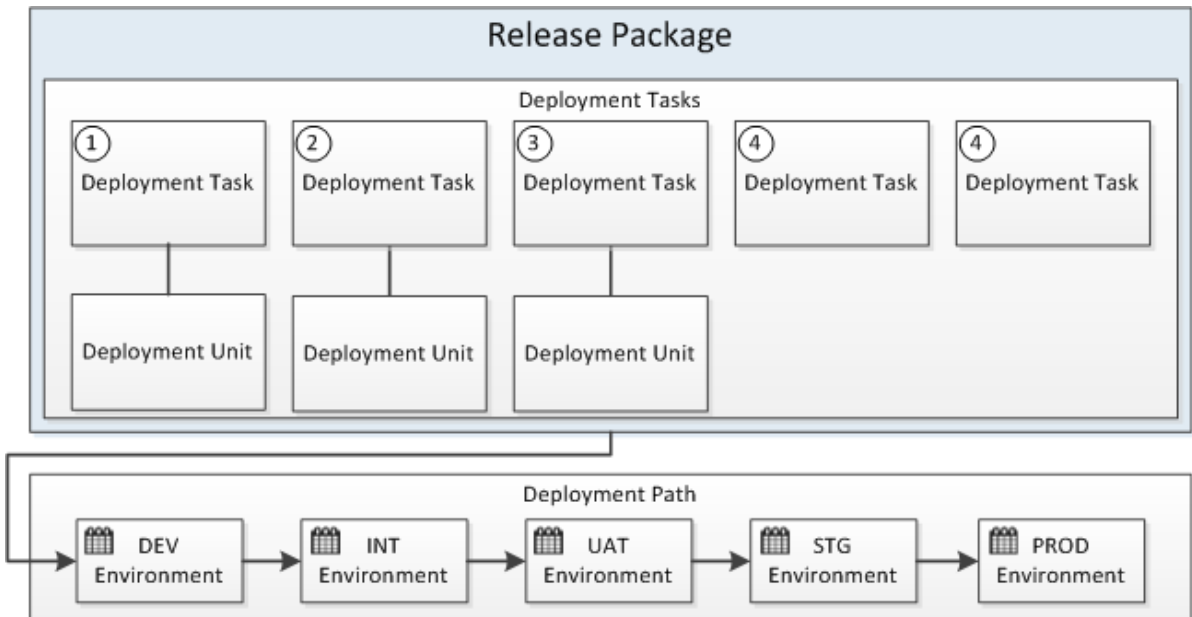 Release Package
Deployment Tasks
1
Deployment Task
2
Deployment Task
3
Deployment Task
4
Deployment Task
4
Deployment Task
Deployment Unit
Deployment Unit
Deployment Unit
Deployment Path
DEV
Environment
INT
Environment
UAT
Environment
STG
Environment
PROD
Environment